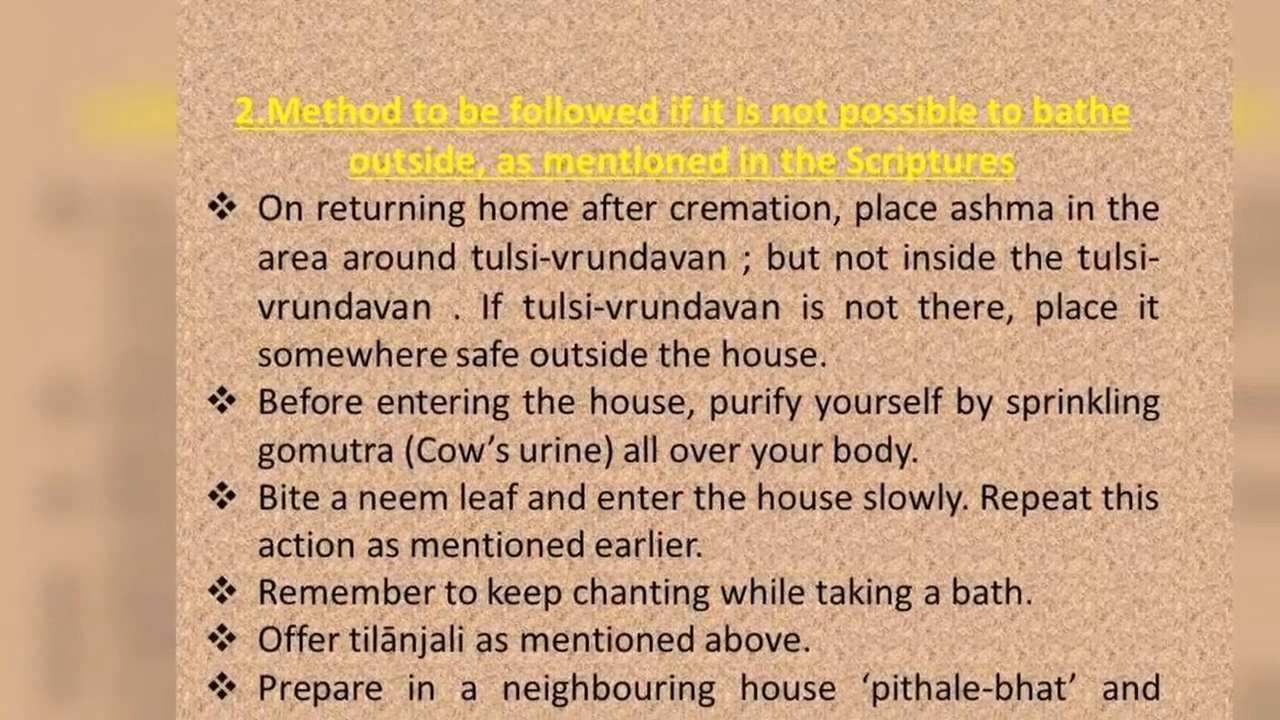 2.Method to be followed if it is not possible to bathe
outside, as mentioned in the Scriptures
❖ On returning home after cremation, place ashma in the
area around tulsi-vrundavan ; but not inside the tulsi-
vrundavan . If tulsi-vrundavan is not there, place it
somewhere safe outside the house.
❖ Before entering the house, purify yourself by sprinkling
gomutra (Cow’s urine) all over your body.
❖ Bite a neem leaf and enter the house slowly. Repeat this
action as mentioned earlier.
❖ Remember to keep chanting while taking a bath.
❖ Offer tilānjali as mentioned above.
❖ Prepare in a neighbouring house ‘pithale-bhat’ and